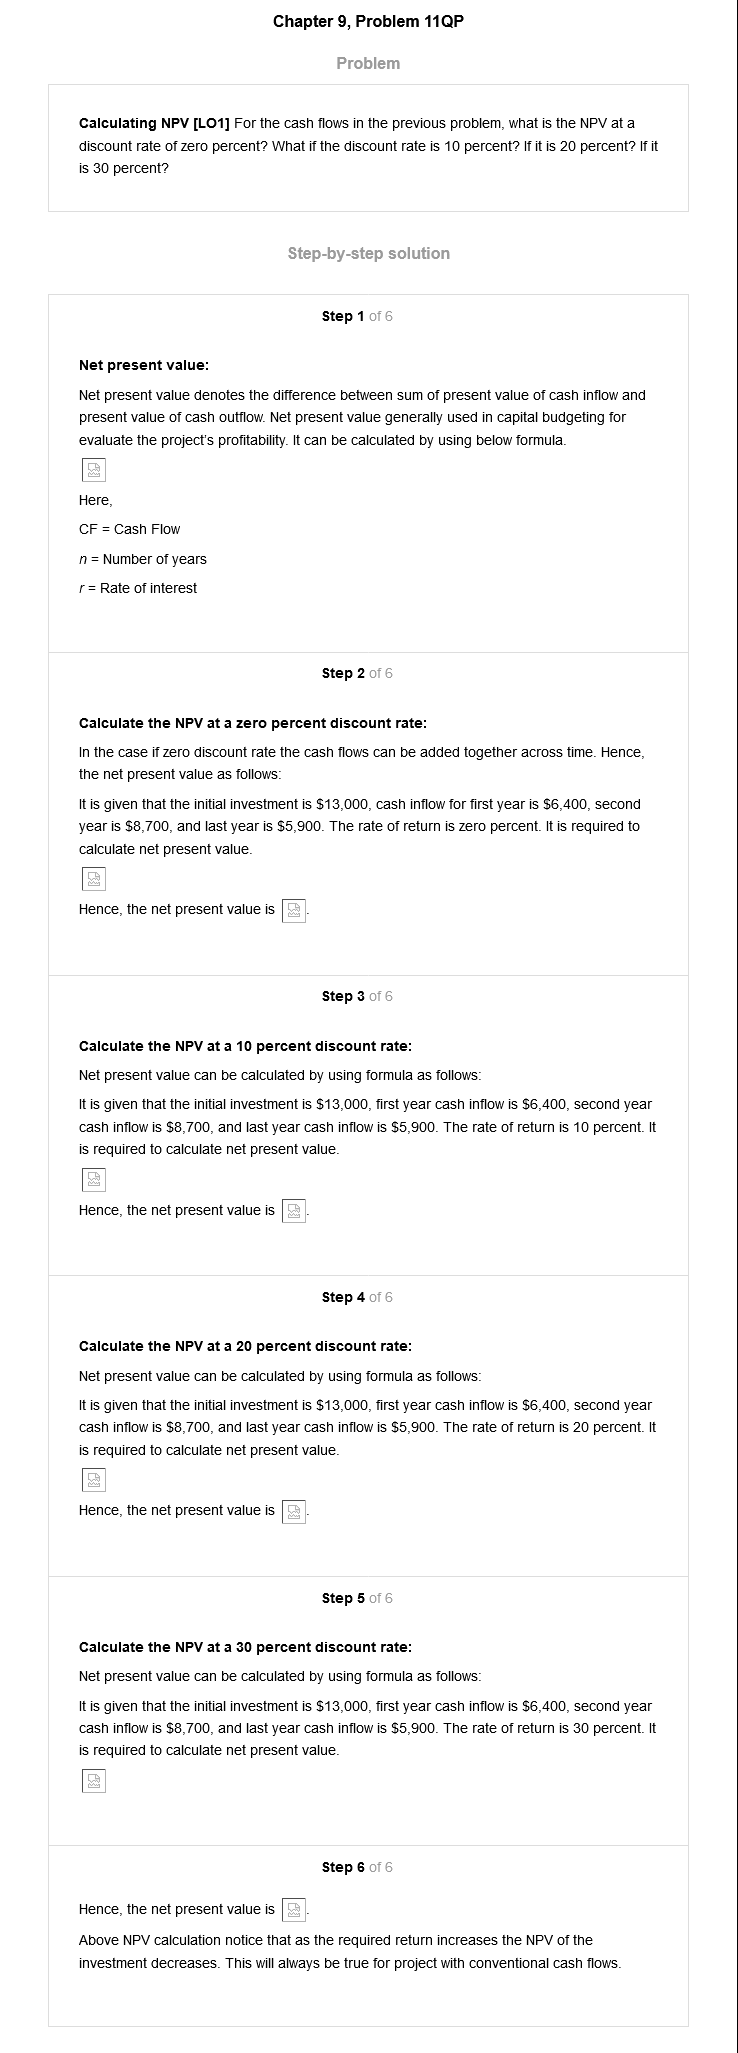 Chapter 9, Problem 11QP
Problem
Calculating NPV [LO1] For the cash flows in the previous problem, what is the NPV at a
discount rate of zero percent? What if the discount rate is 10 percent? If it is 20 percent? If it
is 30 percent?
Step-by-step solution
Step 1 of 6
Net present value:
Net present value denotes the difference between sum of present value of cash inflow and
present value of cash outflow. Net present value generally used in capital budgeting for
evaluate the project's profitability. It can be calculated by using below formula.
Here,
CF = Cash Flow
n = Number of years
r = Rate of interest
Step 2 of 6
Calculate the NPV at a zero percent discount rate:
In the case if zero discount rate the cash flows can be added together across time. Hence,
the net present value as follows:
It is given that the initial investment is $13,000, cash inflow for first year is $6,400, second
year is $8,700, and last year is $5,900. The rate of return is zero percent. It is required to
calculate net present value.
Hence, the net present value is .
Step 3 of 6
Calculate the NPV at a 10 percent discount rate:
Net present value can be calculated by using formula as follows:
It is given that the initial investment is $13,000, first year cash inflow is $6,400, second year
cash inflow is $8,700, and last year cash inflow is $5,900. The rate of return is 10 percent. It
is required to calculate net present value.
Hence, the net present value is .
Step 4 of 6
Calculate the NPV at a 20 percent discount rate:
Net present value can be calculated by using formula as follows:
It is given that the initial investment is $13,000, first year cash inflow is $6,400, second year
cash inflow is $8,700, and last year cash inflow is $5,900. The rate of return is 20 percent. It
is required to calculate net present value.
Hence, the net present value is .
Step 5 of 6
Calculate the NPV at a 30 percent discount rate:
Net present value can be calculated by using formula as follows:
It is given that the initial investment is $13,000, first year cash inflow is $6,400, second year
cash inflow is $8,700, and last year cash inflow is $5,900. The rate of return is 30 percent. It
is required to calculate net present value.
Step 6 of 6
Hence, the net present value is .
Above NPV calculation notice that as the required return increases the NPV of the
investment decreases. This will always be true for project with conventional cash flows.